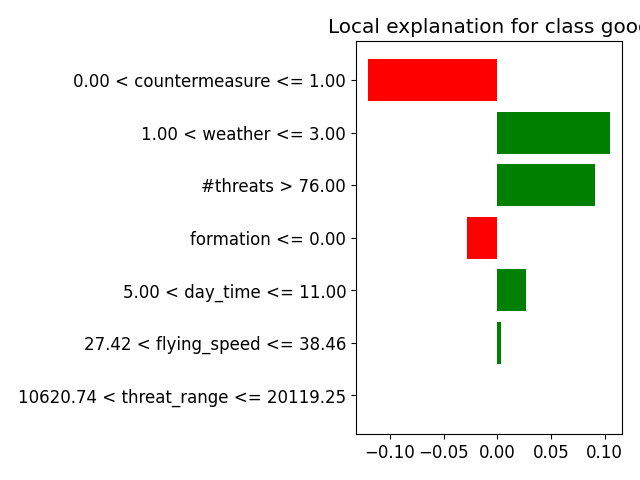 Local explanation for class good
0.00 < countermeasure <= 1.00
1.00 < weather <= 3.00
#threats > 76.00
formation <= 0.00
5.00 < day_time <= 11.00
27.42 < flying_speed <= 38.46
10620.74 < threat_range <= 20119.25
−0.10 −0.05 0.00 0.05 0.10